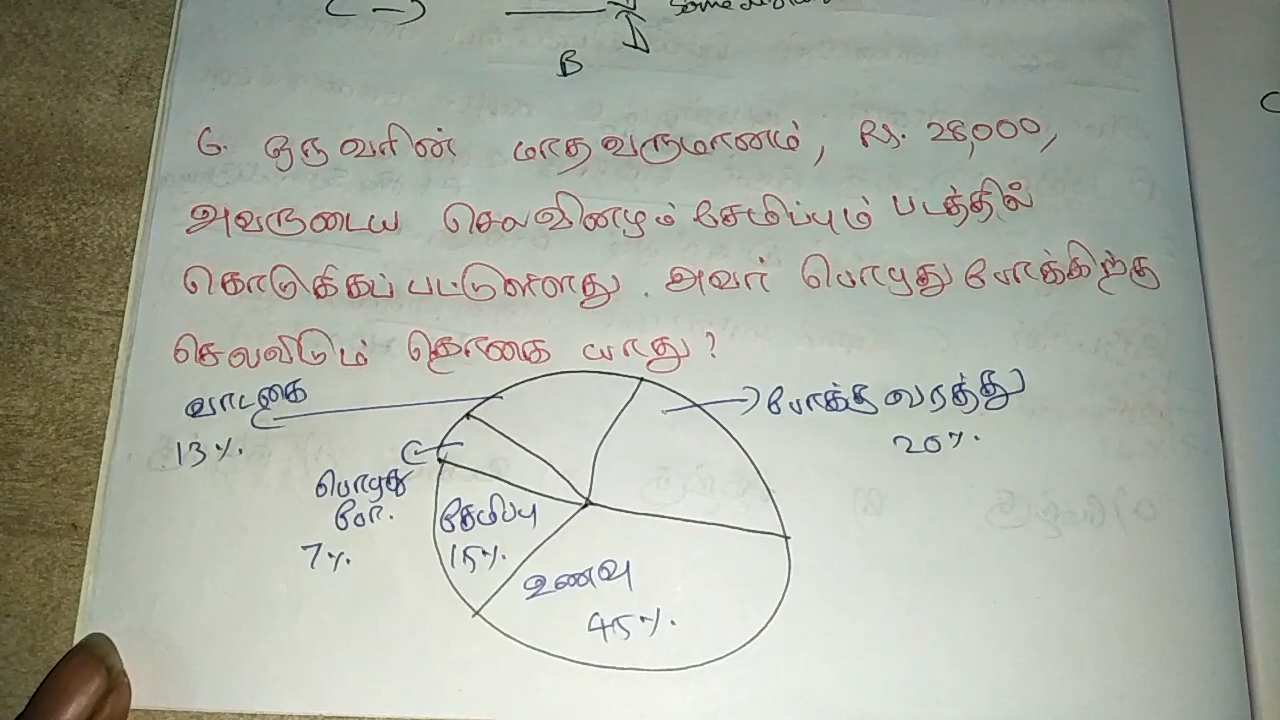 B
6. ஒருவரின் மாத வருமானம், Rs. 28,000,
அவருடைய செலவினமும் சேமிப்பும் படத்தில்
கொடுக்கப் பட்டுள்ளது. அவர் பொழுது போக்கிற்கு
செலவிடும் தொகை யாது?
வாடகை
13%.
போக்கு வரத்து
20%.
பொழுது
போ.
7%.
சேமிப்பு
15%.
உணவு
45%.